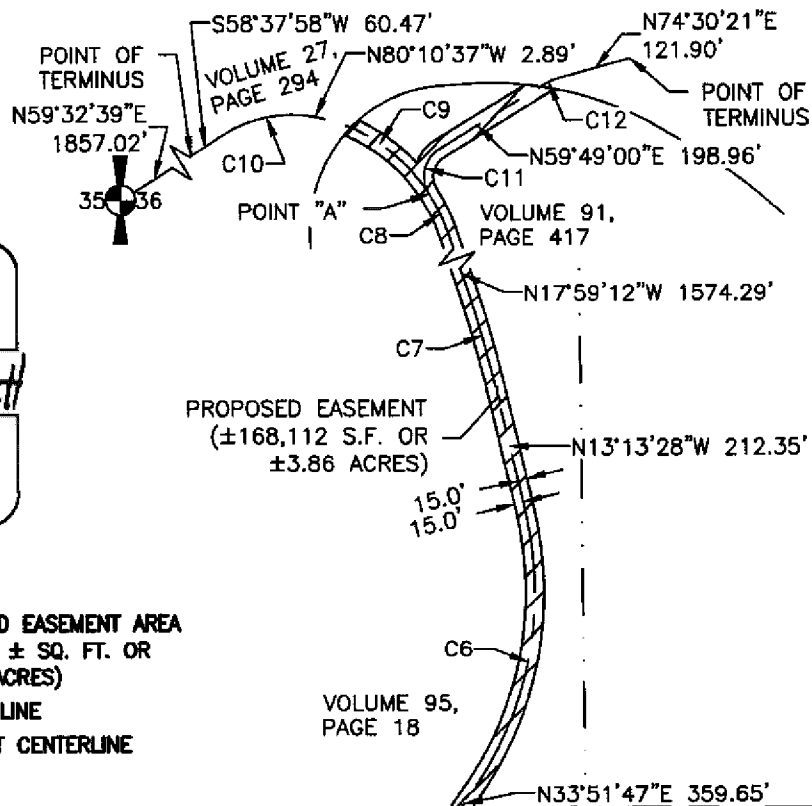 S58°37'58"W 60.47'
POINT OF
TERMINUS
VOLUME 27,
PAGE 294
N80°10'37"W 2.89'
N74°30'21"E
121.90'
N59°32'39"E
1857.02'
C9
POINT OF
TERMINUS
C12
C10
N59°49'00"E 198.96'
C11
35 36
POINT "A"
C8
VOLUME 91,
PAGE 417
N17°59'12"W 1574.29'
C7
PROPOSED EASEMENT
(±168,112 S.F. OR
±3.86 ACRES)
N13°13'28"W 212.35'
15.0'
15.0'
D EASEMENT AREA
± SQ. FT. OR
ACRES)
LINE
T CENTERLINE
C6
VOLUME 95,
PAGE 18
N33°51'47"E 359.65'